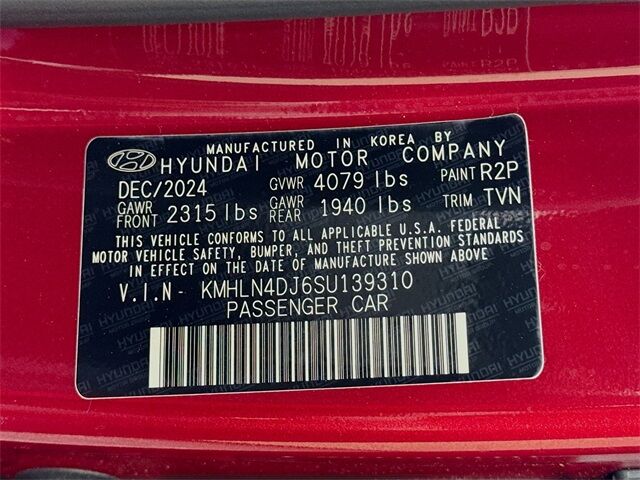 MANUFACTURED IN KOREA BY
HYUNDAI MOTOR COMPANY
DEC/2024 GVWR 4079 lbs PAINT R2P
GAWR FRONT 2315 lbs GAWR REAR 1940 lbs TRIM TVN
THIS VEHICLE CONFORMS TO ALL APPLICABLE U.S.A. FEDERAL
MOTOR VEHICLE SAFETY, BUMPER, AND THEFT PREVENTION STANDARDS
IN EFFECT ON THE DATE OF MANUFACTURE SHOWN ABOVE
V.I.N- KMHLN4DJ6SU139310
PASSENGER CAR